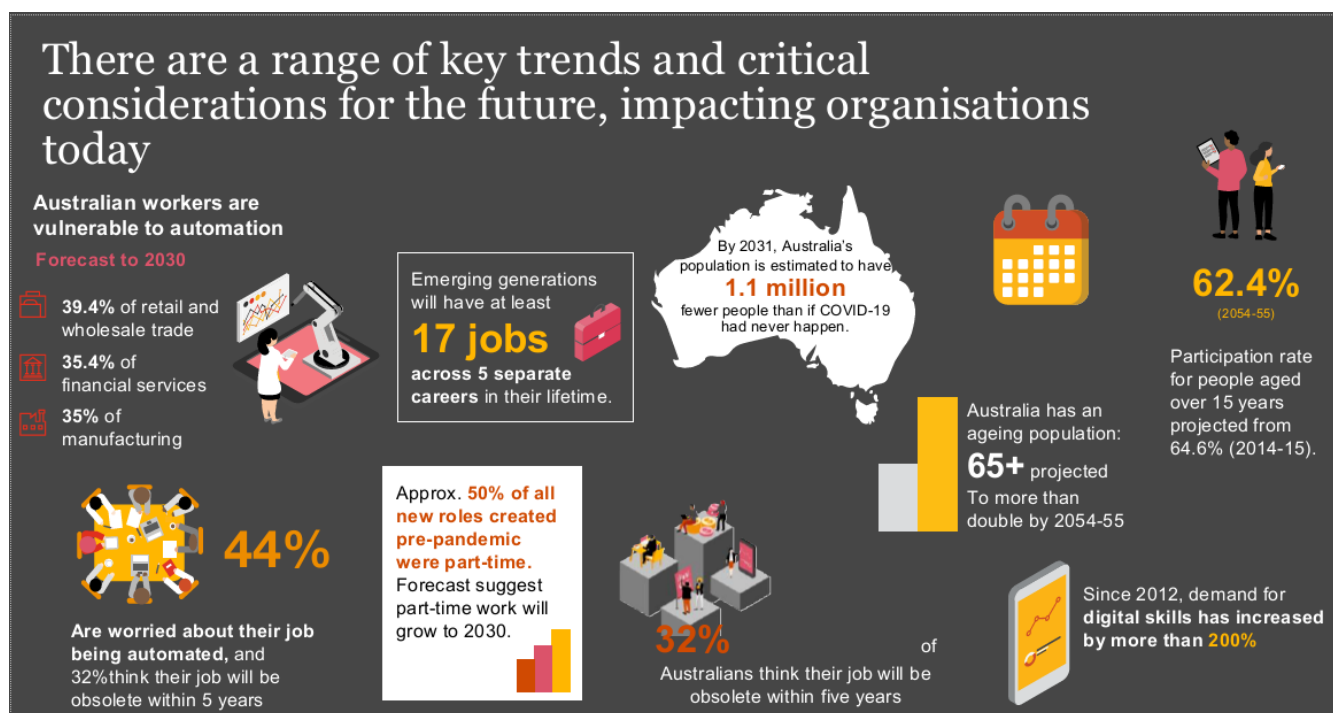 There are a range of key trends and critical
considerations for the future, impacting organisations
today
Australian workers are
vulnerable to automation
Forecast to 2030
39.4% of retail and
wholesale trade
35.4% of
financial services
35% of
manufacturing
Emerging generations
will have at least
17 jobs
across 5 separate
careers in their lifetime.
By 2031, Australia's
population is estimated to have
1.1 million
fewer people than if COVID-19
had never happen.
62.4%
(2054-55)
Participation rate
for people aged
over 15 years
projected from
64.6% (2014-15).
Australia has an
ageing population:
65+ projected
To more than
double by 2054-55
44%
Are worried about their job
being automated, and
32%think their job will be
obsolete within 5 years
Approx. 50% of all
new roles created
pre-pandemic
were part-time.
Forecast suggest
part-time work will
grow to 2030.
32% of
Australians think their job will be
obsolete within five years
Since 2012, demand for
digital skills has increased
by more than 200%